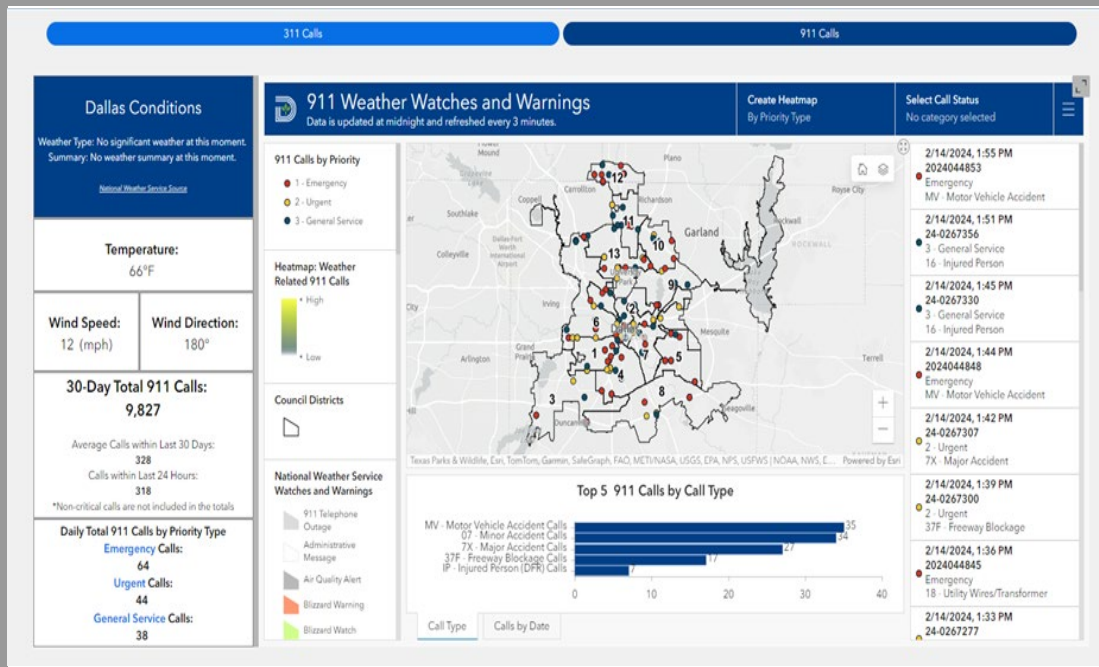 311 Calls
911 Calls
Dallas Conditions
Weather Type: No significant weather at this moment.
Summary: No weather summary at this moment.
National Weather Service Source
Temperature:
66°F
Wind Speed:
12 (mph)
Wind Direction:
180°
30-Day Total 911 Calls:
9,827
Average Calls within Last 30 Days:
328
Calls within Last 24 Hours:
318
*Non-critical calls are not included in the totals
Daily Total 911 Calls by Priority Type
Emergency Calls:
64
Urgent Calls:
44
General Service Calls:
38
911 Weather Watches and Warnings
Data is updated at midnight and refreshed every 3 minutes.
Create Heatmap
By Priority Type
Select Call Status
No category selected
911 Calls by Priority
1 - Emergency
2 - Urgent
3 - General Service
Heatmap: Weather
Related 911 Calls
High
Low
Council Districts
National Weather Service
Watches and Warnings
911 Telephone
Outage
Administrative
Message
Air Quality Alert
Blizzard Warning
Blizzard Watch
Mound
Plano
Carrollton
12
Royse City
Coppell
Richardson
Southlake
11
Rockwall
Garland
10
ROCKWALL
Dallas-Fort
Worth
International
Airport
Colleyville
13
Park
9
Irving
2
6
Mesquite
Grand
Arlington
1
7
5
Terrell
4
8
3
Seagoville
Duncanville
Texas Parks & Wildlife, Esri, TomTom, Garmin, SafeGraph, FAO, METI/NASA, USGS, EPA, NPS, USFWS | NOAA, NWS, E...
Powered by Esri
Top 5 911 Calls by Call Type
MV - Motor Vehicle Accident Calls 35
07 - Minor Accident Calls 34
7X - Major Accident Calls 27
37F - Freeway Blockage Calls 17
IP - Injured Person (DFR) Calls 7
0 10 20 30 40
Call Type
Calls by Date
2/14/2024, 1:55 PM
2024044853
Emergency
MV - Motor Vehicle Accident
2/14/2024, 1:51 PM
24-0267356
3 - General Service
16 - Injured Person
2/14/2024, 1:45 PM
24-0267330
3 - General Service
16 - Injured Person
2/14/2024, 1:44 PM
2024044848
Emergency
MV - Motor Vehicle Accident
2/14/2024, 1:42 PM
24-0267307
2 - Urgent
7X - Major Accident
2/14/2024, 1:39 PM
24-0267300
2 - Urgent
37F - Freeway Blockage
2/14/2024, 1:36 PM
2024044845
Emergency
18 - Utility Wires/Transformer
2/14/2024, 1:33 PM
24-0267277